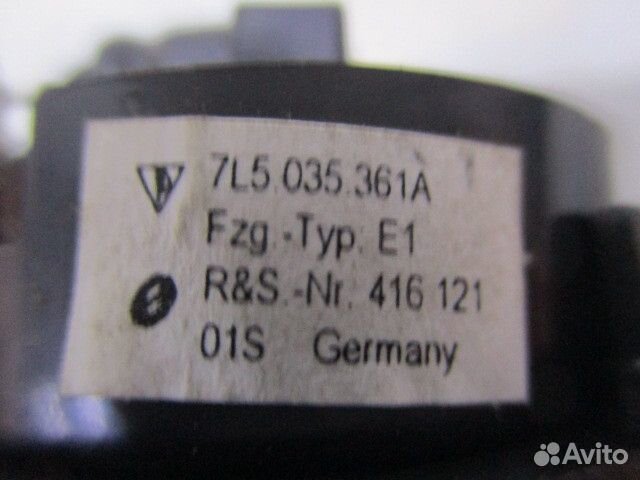 7L5.035.361A
Fzg.-Typ. E1
R&S.-Nr. 416 121
01S Germany
Avito